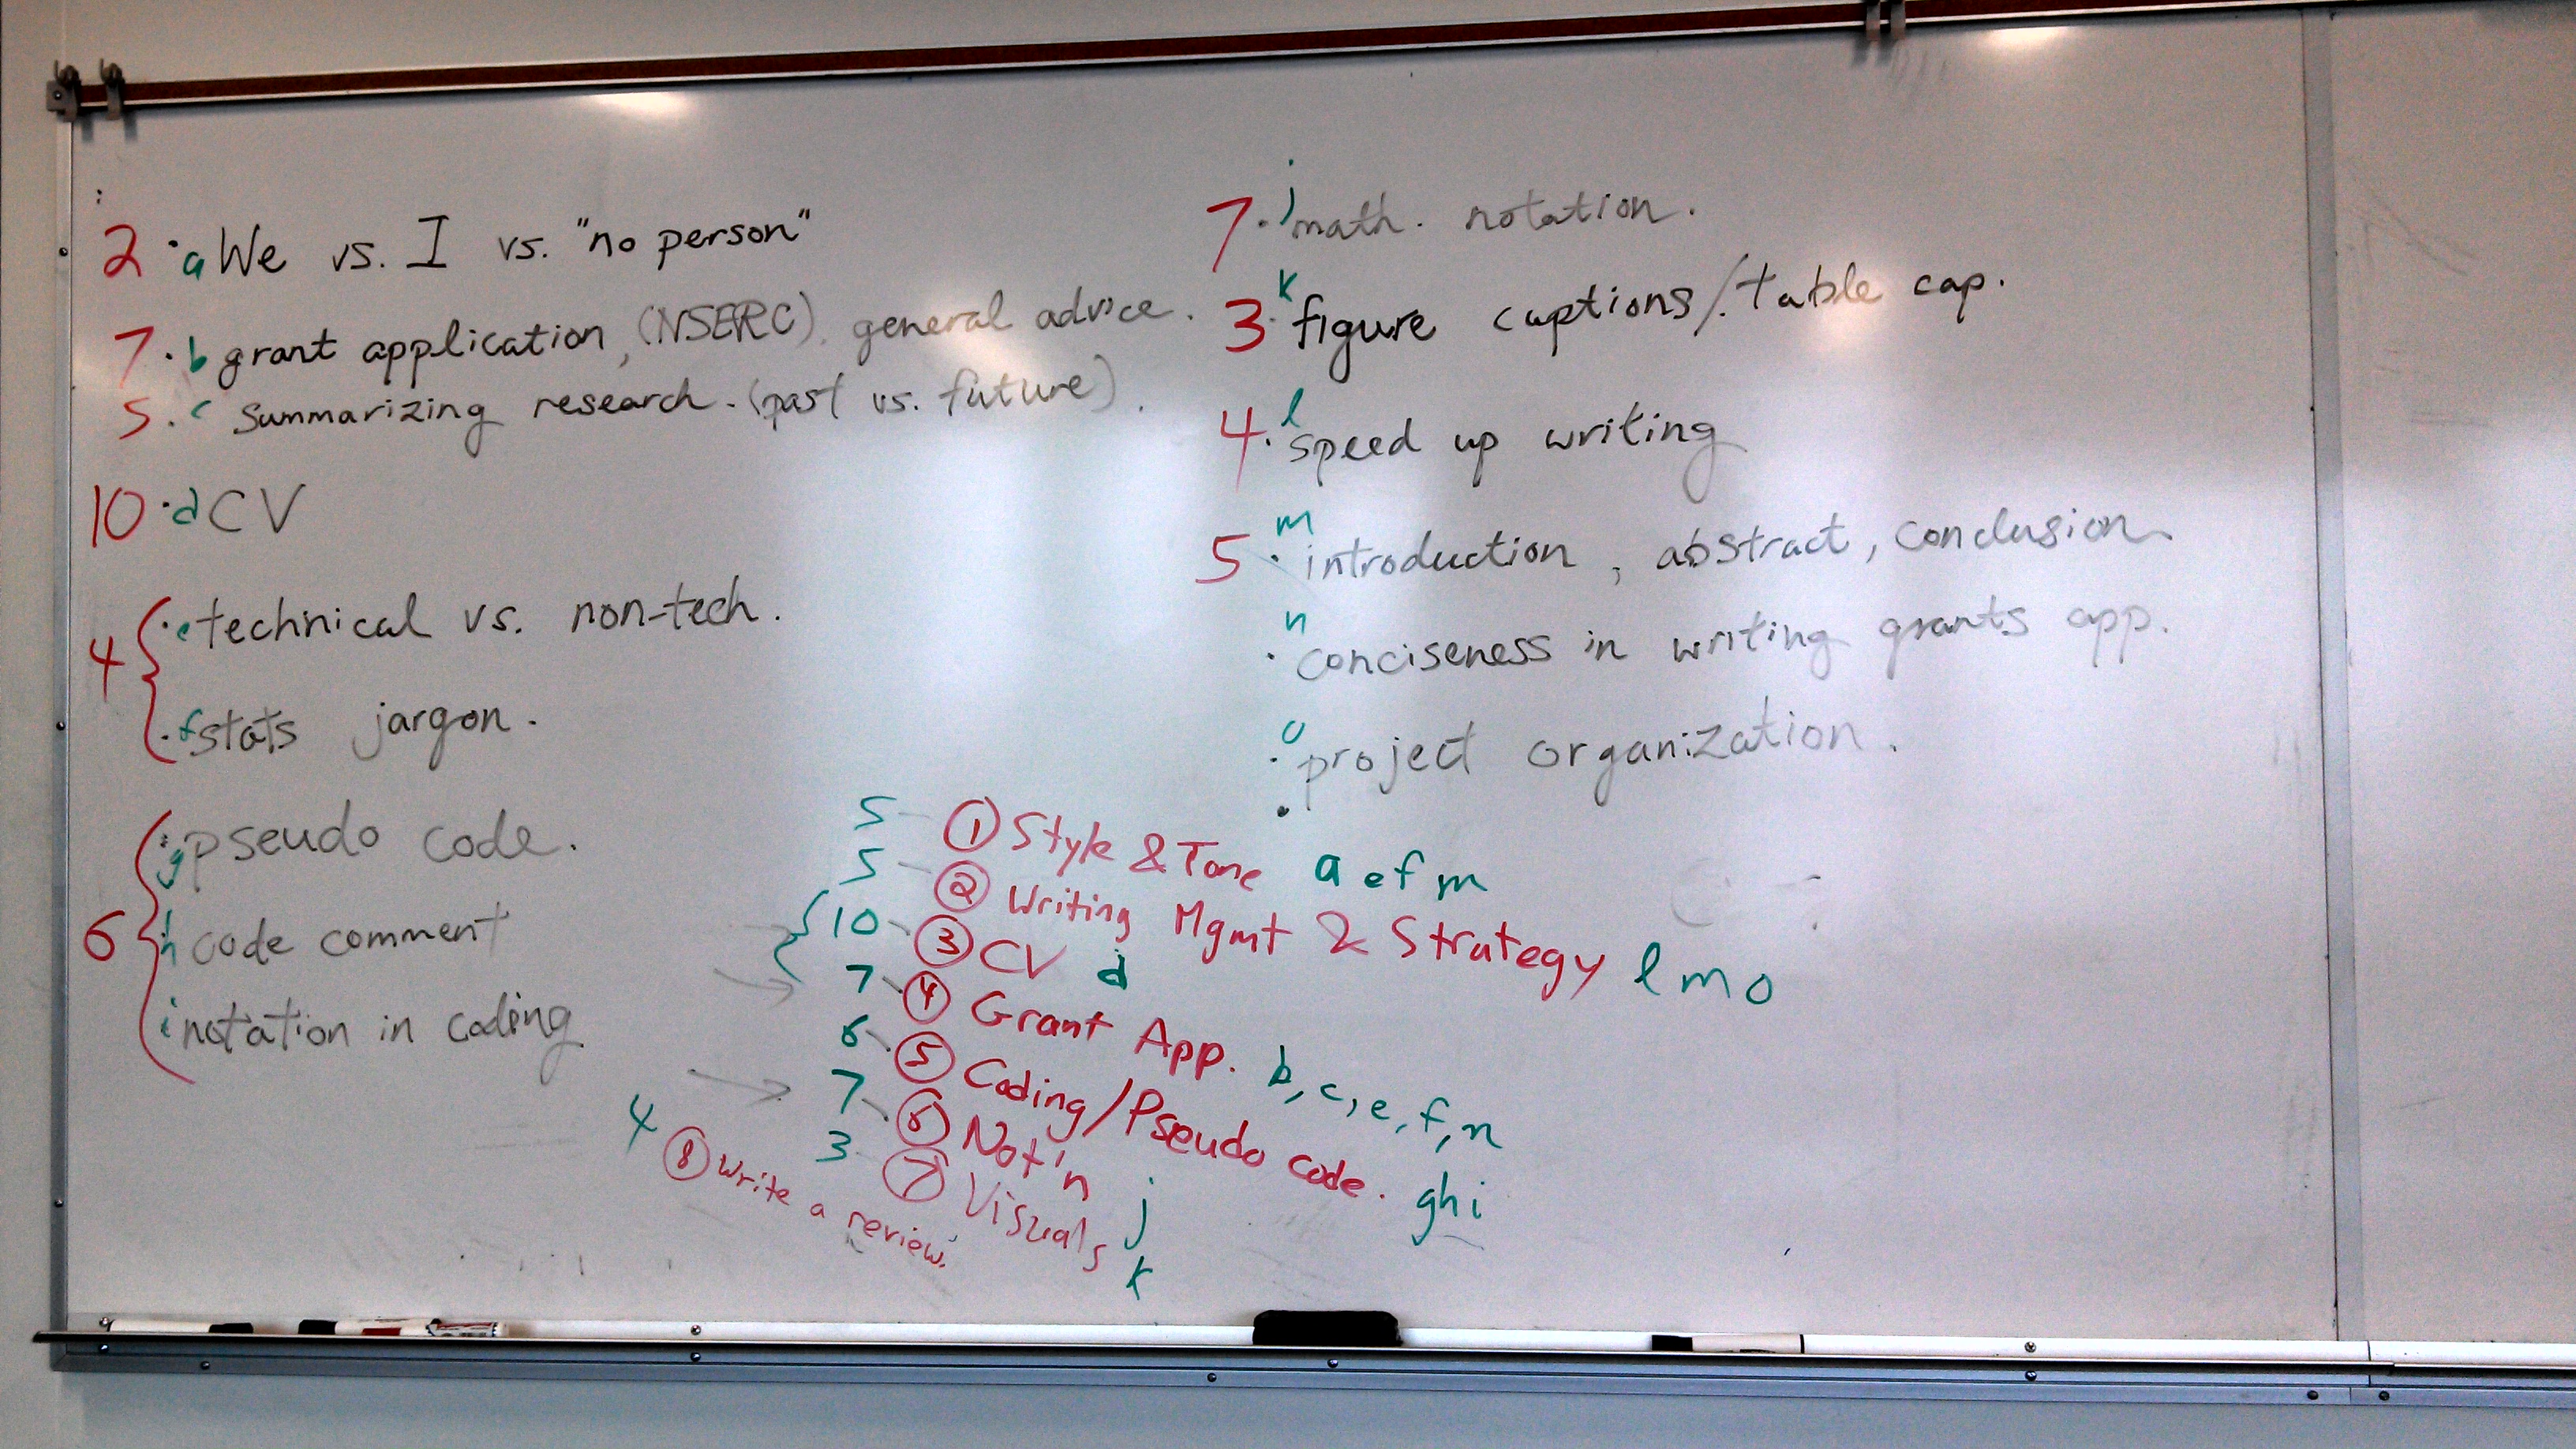 2 · a We vs. I vs. "no person"
7 · b grant application, (NSERC), general advice.
5 · c Summarizing research. (past vs. future).
10 · d CV
4 { · e technical vs. non-tech.
· f stats jargon.
6 { · g pseudo code.
h code comment
i notation in coding
7 · j math. notation.
3 · k figure captions/table cap.
4 · l speed up writing
5 · m introduction, abstract, conclusion
· n conciseness in writing grants app.
· o project organization.
5 - ① Style & Tone a e f m
5 - ② Writing Mgmt & Strategy l m o
10 - ③ CV d
7 - ④ Grant App. b, c, e, f, n
6 - ⑤ Coding/Pseudo code. g h i
7 - ⑥ Not'n j
3 - ⑦ Visuals k
4 ⑧ Write a review.